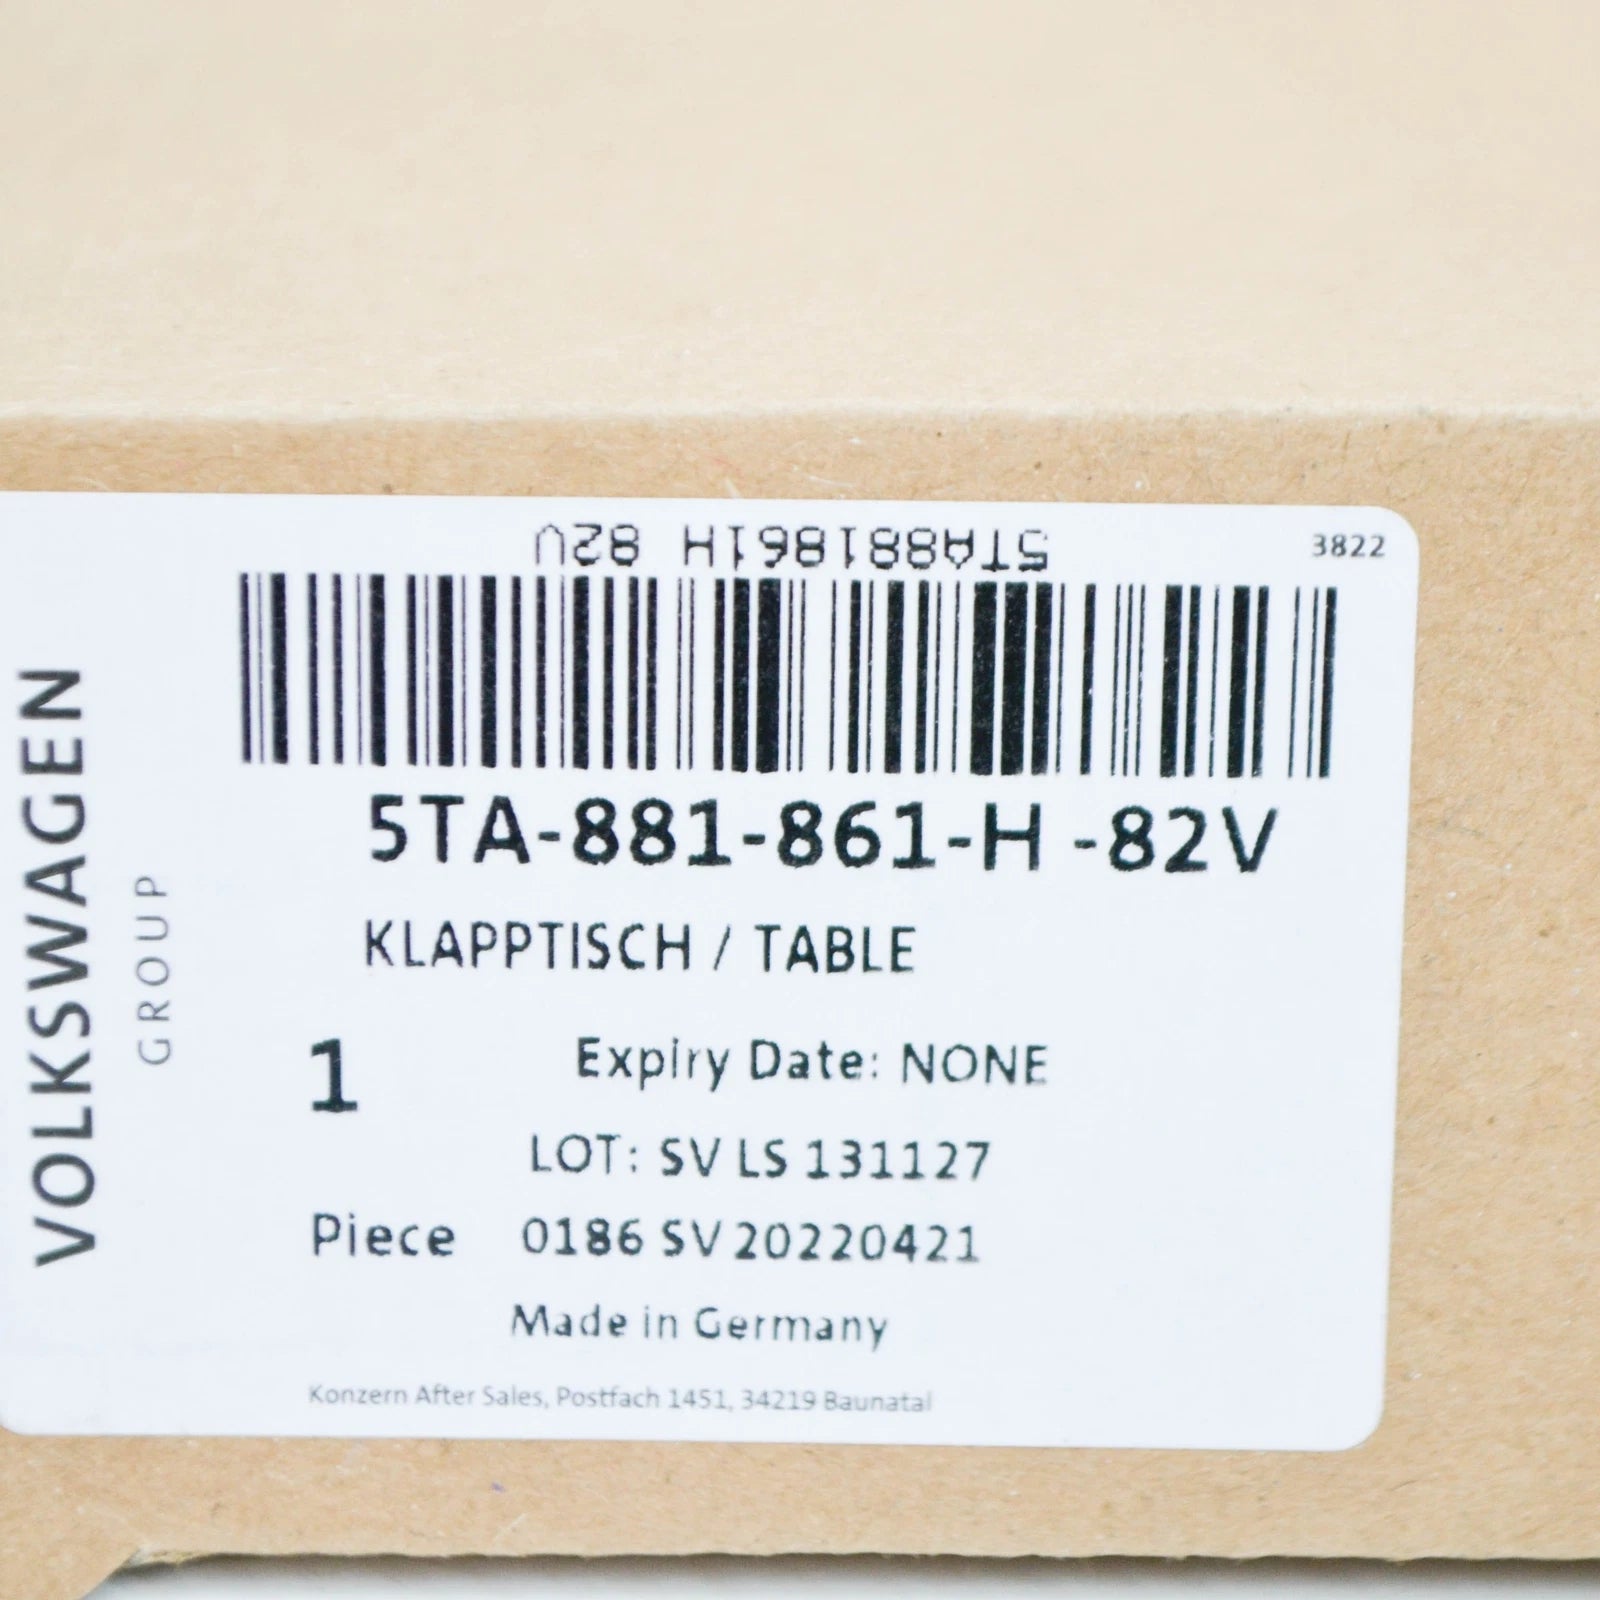 5TA881861H 82V
3822
5TA-881-861-H -82V
KLAPPTISCH / TABLE
1
Expiry Date: NONE
LOT: SV LS 131127
Piece 0186 SV 20220421
Made in Germany
Konzern After Sales, Postfach 1451, 34219 Baunatal
VOLKSWAGEN
GROUP